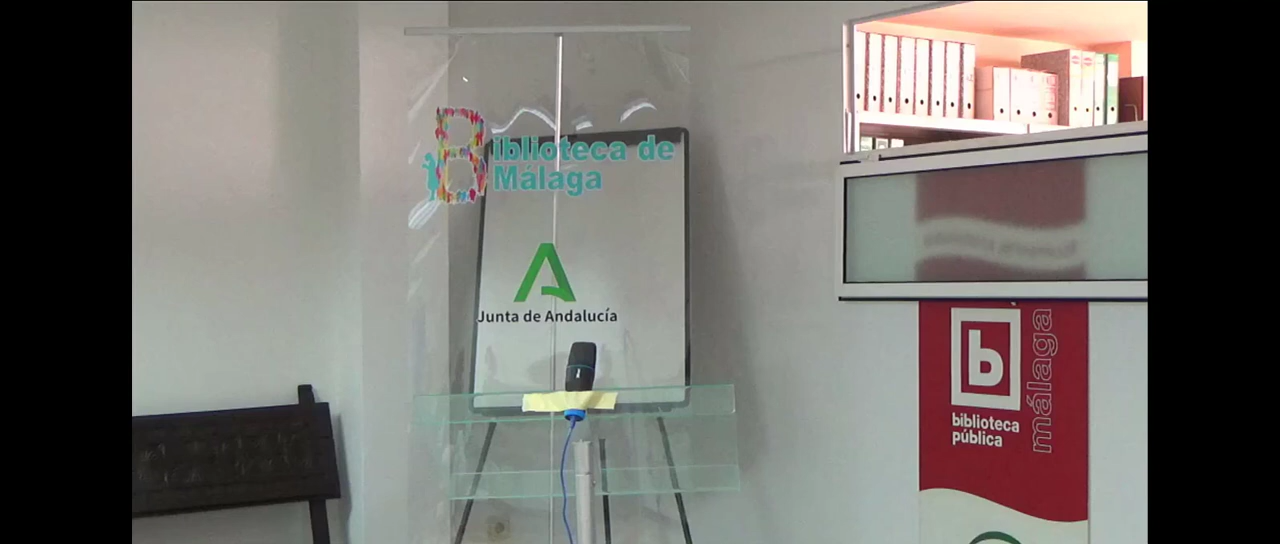 Biblioteca de
Málaga
Junta de Andalucía
b
biblioteca
pública
málaga